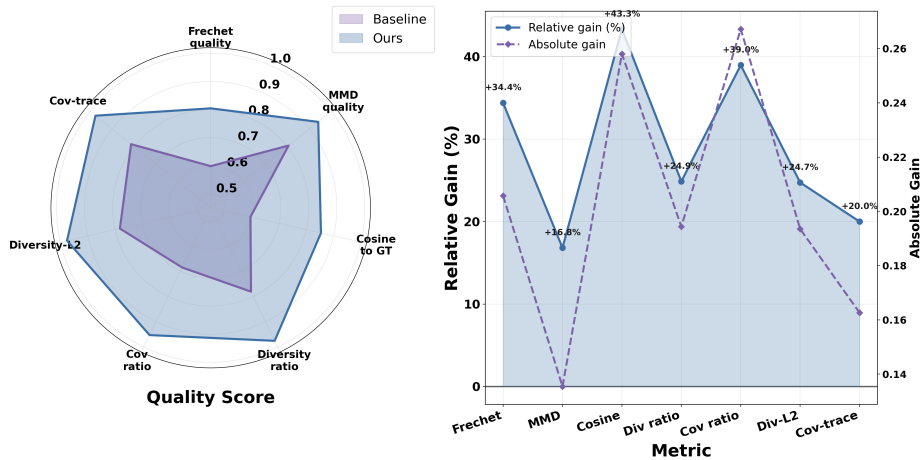 Baseline
Ours
Frechet
quality
MMD
quality
Cosine
to GT
Diversity
ratio
Cov
ratio
Diversity-L2
Cov-trace
1.0
0.9
0.8
0.7
0.6
0.5
Quality Score
Relative gain (%)
Absolute gain
+34.4%
+16.8%
+43.3%
+24.9%
+39.0%
+24.7%
+20.0%
Relative Gain (%)
40
30
20
10
0
Absolute Gain
0.26
0.24
0.22
0.20
0.18
0.16
0.14
Frechet
MMD
Cosine
Div ratio
Cov ratio
Div-L2
Cov-trace
Metric